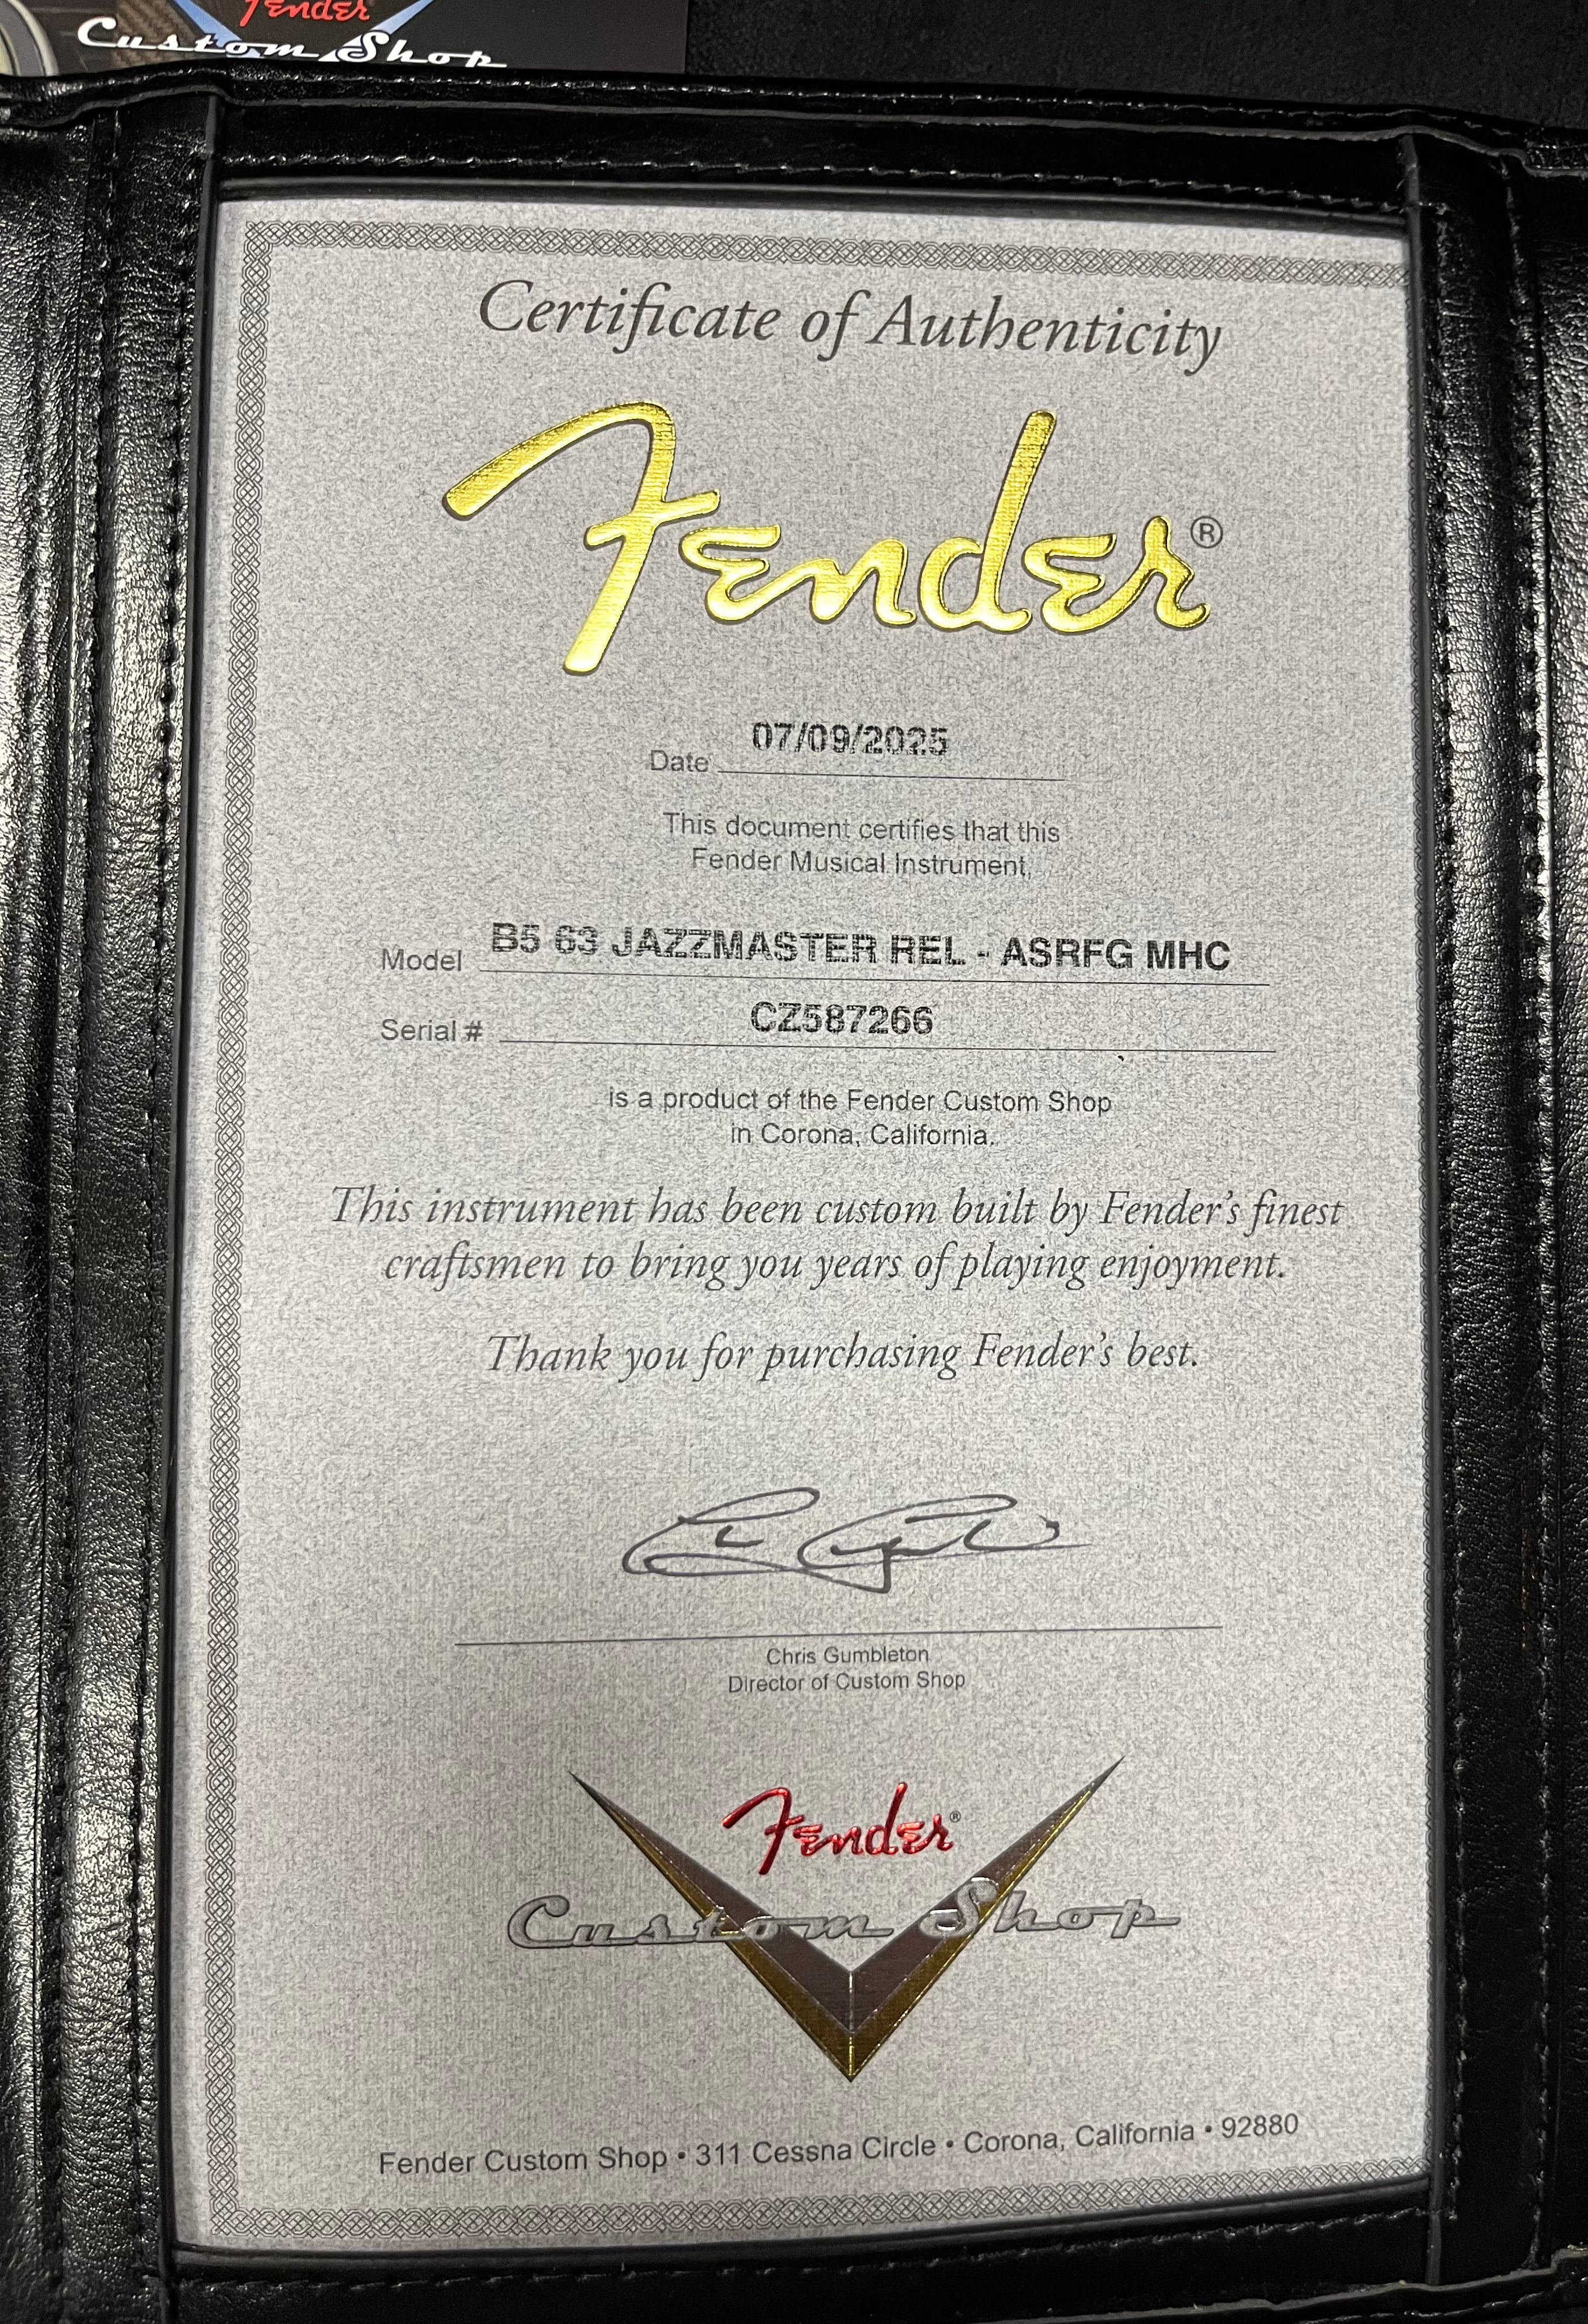 Fender
Custom Shop
Certificate of Authenticity
Fender®
Date 07/09/2025
This document certifies that this
Fender Musical Instrument,
Model B5 63 JAZZMASTER REL - ASRFG MHC
Serial # CZ587266
is a product of the Fender Custom Shop
in Corona, California.
This instrument has been custom built by Fender's finest
craftsmen to bring you years of playing enjoyment.
Thank you for purchasing Fender's best.
Chris Gumbleton
Director of Custom Shop
Fender®
Custom Shop
Fender Custom Shop • 311 Cessna Circle • Corona, California • 92880